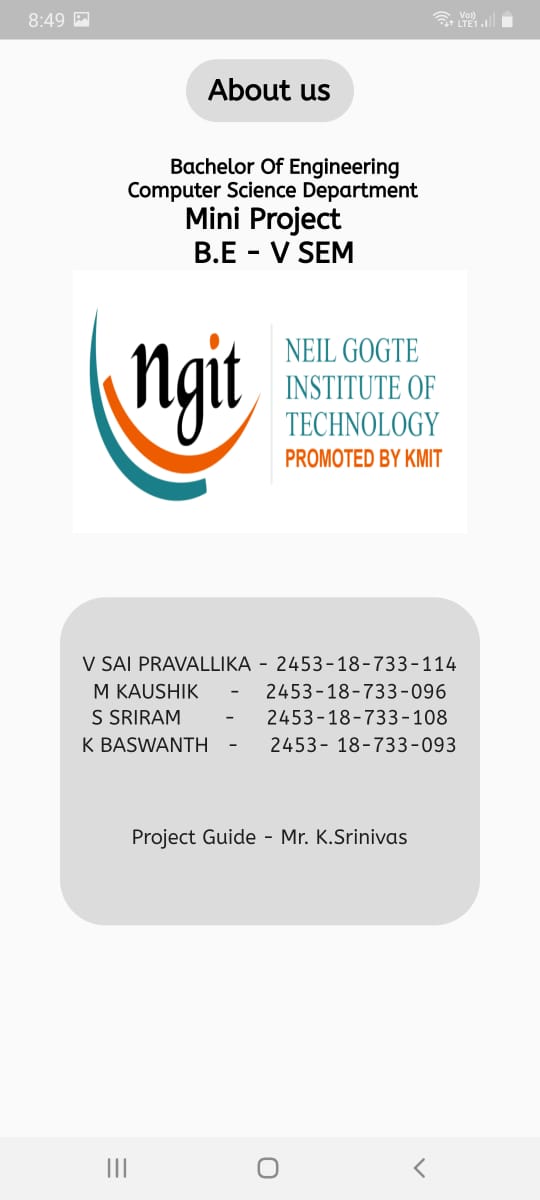 8:49
Vo)) LTE1
About us
Bachelor Of Engineering
Computer Science Department
Mini Project
B.E - V SEM
ngit
NEIL GOGTE
INSTITUTE OF
TECHNOLOGY
PROMOTED BY KMIT
V SAI PRAVALLIKA - 2453-18-733-114
M KAUSHIK - 2453-18-733-096
S SRIRAM - 2453-18-733-108
K BASWANTH - 2453- 18-733-093
Project Guide - Mr. K.Srinivas